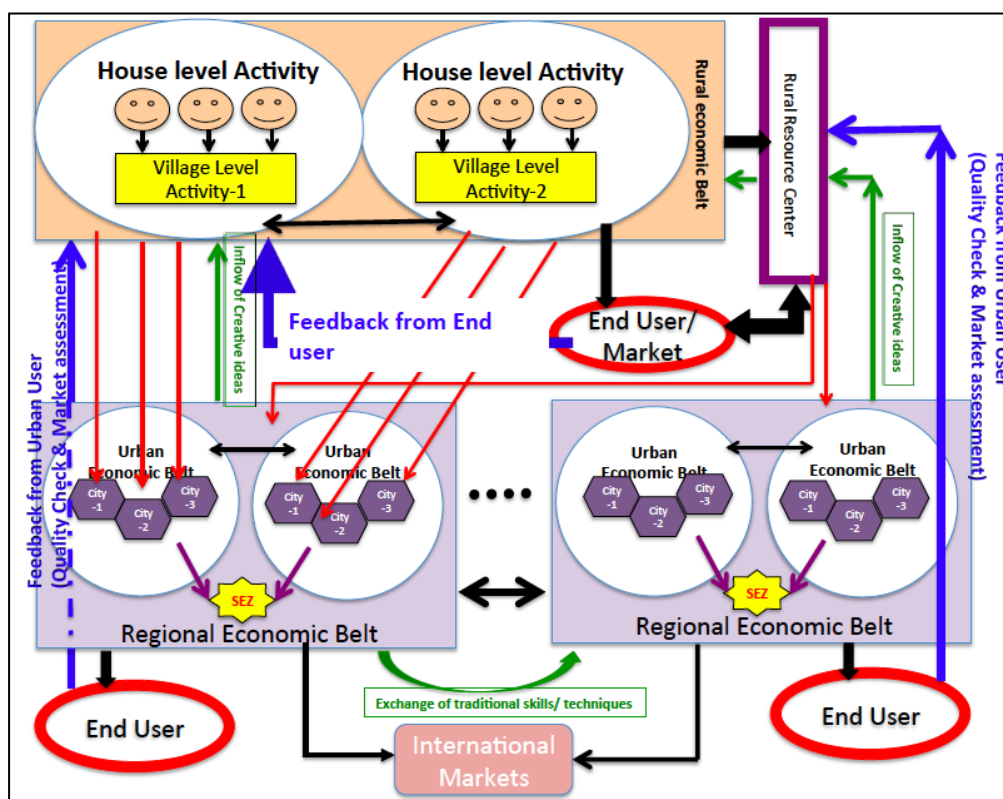 House level Activity
House level Activity
Village Level
Activity-1
Village Level
Activity-2
Rural economic Belt
Rural Resource Center
Feedback from Urban User
(Quality Check & Market assessment)
Inflow of Creative ideas
Feedback from End
user
End User/
Market
Inflow of Creative ideas
Feedback from Urban User
(Quality Check & Market assessment)
Urban
Economic Belt
City
-1
City
-2
City
-3
Urban
Economic Belt
City
-1
City
-2
City
-3
SEZ
Regional Economic Belt
Urban
Economic Belt
City
-1
City
-2
City
-3
Urban
Economic Belt
City
-1
City
-2
City
-3
SEZ
Regional Economic Belt
End User
Exchange of traditional skills/ techniques
End User
International
Markets